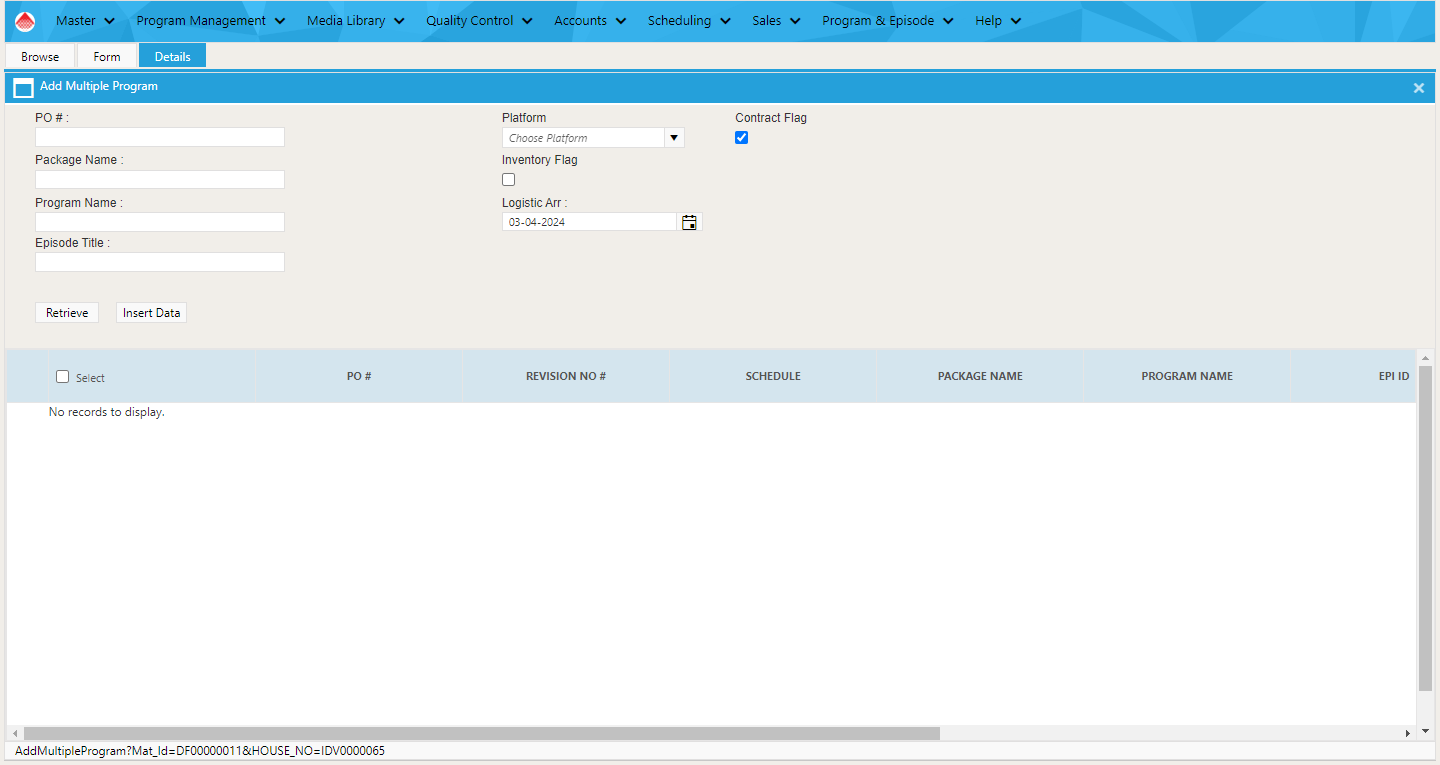 Master Program Management Media Library Quality Control Accounts Scheduling Sales Program & Episode Help
Browse Form Details
Add Multiple Program
PO # : Platform Contract Flag
Choose Platform
Package Name : Inventory Flag
Program Name : Logistic Arr :
03-04-2024
Episode Title :
Retrieve Insert Data
Select PO # REVISION NO # SCHEDULE PACKAGE NAME PROGRAM NAME EPI ID
No records to display.
AddMultipleProgram?Mat_Id=DF00000011&HOUSE_NO=IDV0000065